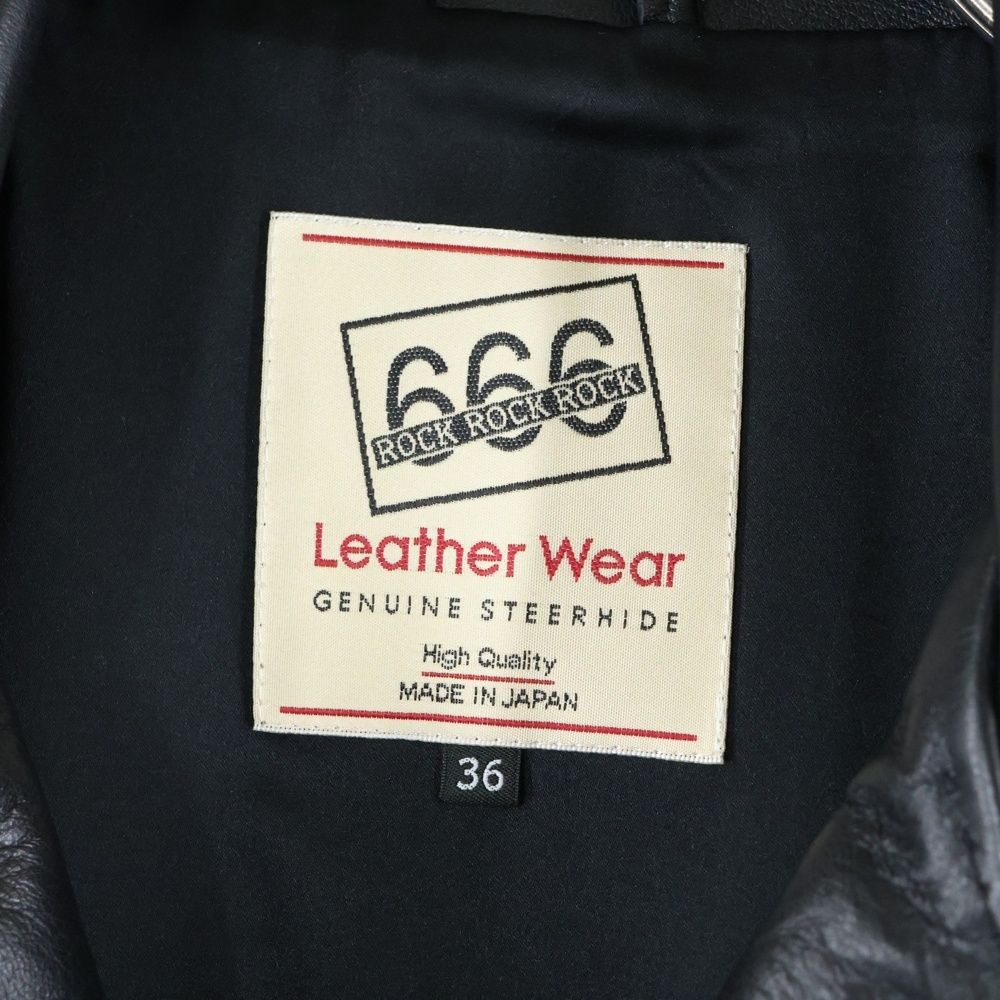 666
ROCK ROCK ROCK
Leather Wear
GENUINE STEERHIDE
High Quality
MADE IN JAPAN
36